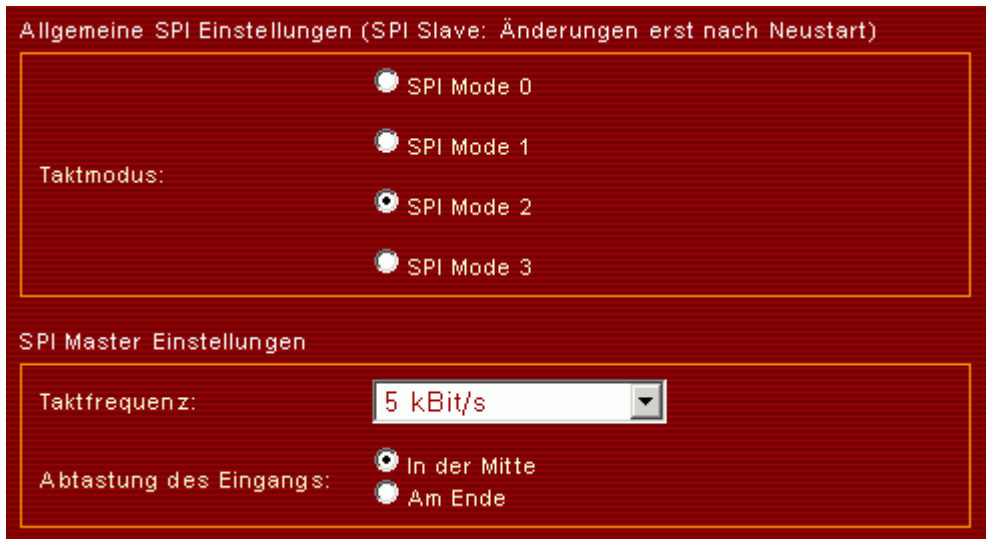 Allgemeine SPI Einstellungen (SPI Slave: Änderungen erst nach Neustart)
Taktmodus:
SPI Mode 0
SPI Mode 1
SPI Mode 2
SPI Mode 3
SPI Master Einstellungen
Taktfrequenz: 5 kBit/s
Abtastung des Eingangs:
In der Mitte
Am Ende